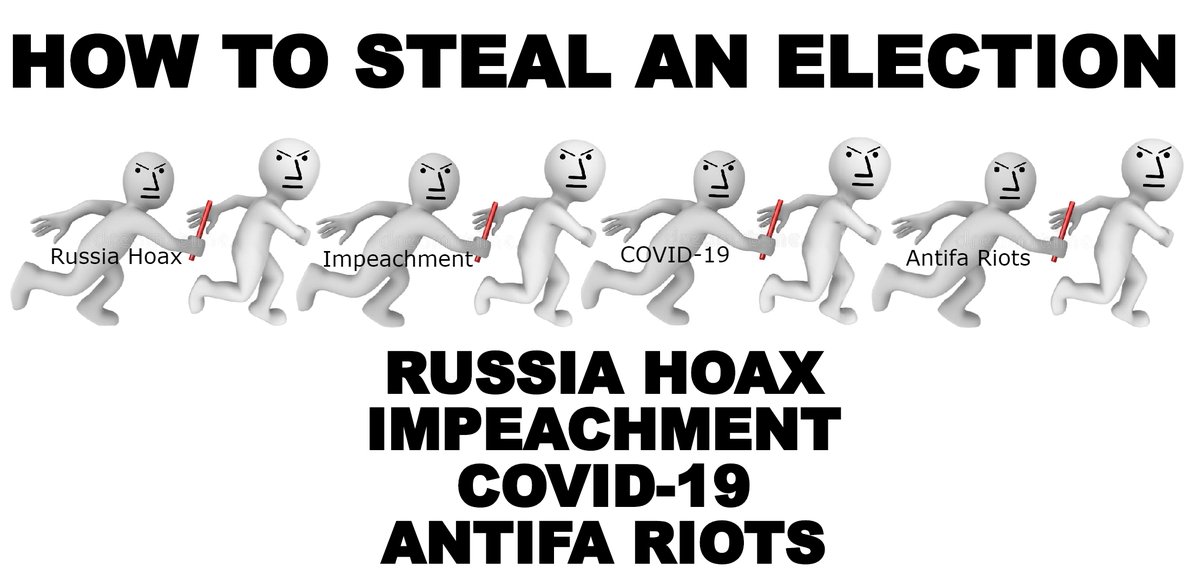 HOW TO STEAL AN ELECTION
Russia Hoax
Impeachment
COVID-19
Antifa Riots
RUSSIA HOAX
IMPEACHMENT
COVID-19
ANTIFA RIOTS